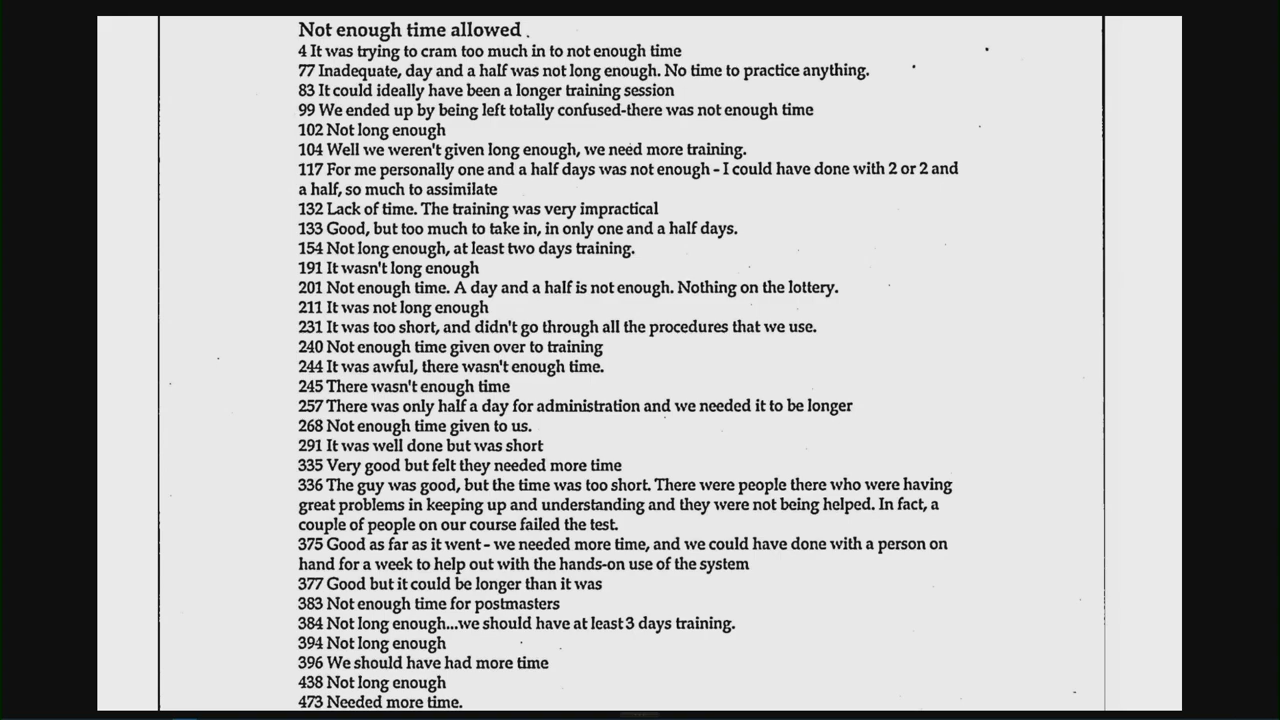 Not enough time allowed .
4 It was trying to cram too much in to not enough time
77 Inadequate, day and a half was not long enough. No time to practice anything.
83 It could ideally have been a longer training session
99 We ended up by being left totally confused-there was not enough time
102 Not long enough
104 Well we weren't given long enough, we need more training.
117 For me personally one and a half days was not enough - I could have done with 2 or 2 and
a half, so much to assimilate
132 Lack of time. The training was very impractical
133 Good, but too much to take in, in only one and a half days.
154 Not long enough, at least two days training.
191 It wasn't long enough
201 Not enough time. A day and a half is not enough. Nothing on the lottery.
211 It was not long enough
231 It was too short, and didn't go through all the procedures that we use.
240 Not enough time given over to training
244 It was awful, there wasn't enough time.
245 There wasn't enough time
257 There was only half a day for administration and we needed it to be longer
268 Not enough time given to us.
291 It was well done but was short
335 Very good but felt they needed more time
336 The guy was good, but the time was too short. There were people there who were having
great problems in keeping up and understanding and they were not being helped. In fact, a
couple of people on our course failed the test.
375 Good as far as it went - we needed more time, and we could have done with a person on
hand for a week to help out with the hands-on use of the system
377 Good but it could be longer than it was
383 Not enough time for postmasters
384 Not long enough...we should have at least 3 days training.
394 Not long enough
396 We should have had more time
438 Not long enough
473 Needed more time.